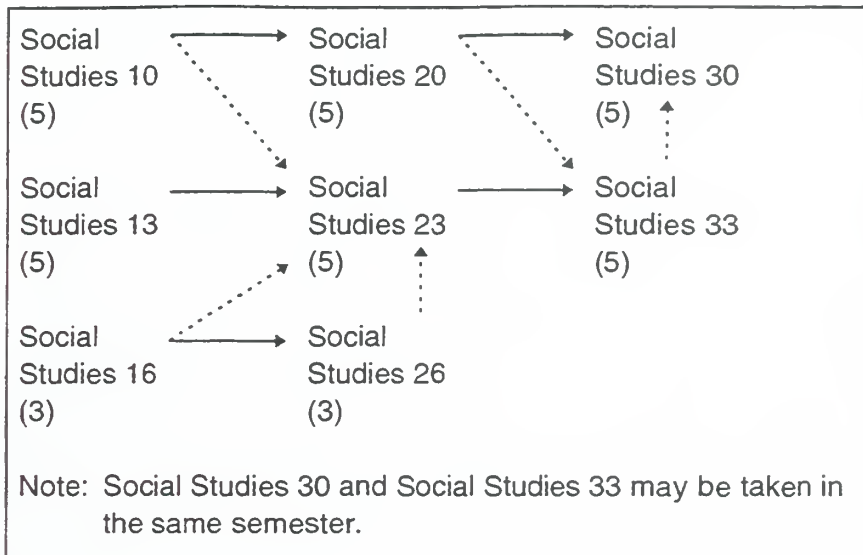 Social
Studies 10
(5)
Social
Studies 20
(5)
Social
Studies 30
(5)
Social
Studies 13
(5)
Social
Studies 23
(5)
Social
Studies 33
(5)
Social
Studies 16
(3)
Social
Studies 26
(3)
Note: Social Studies 30 and Social Studies 33 may be taken in
the same semester.